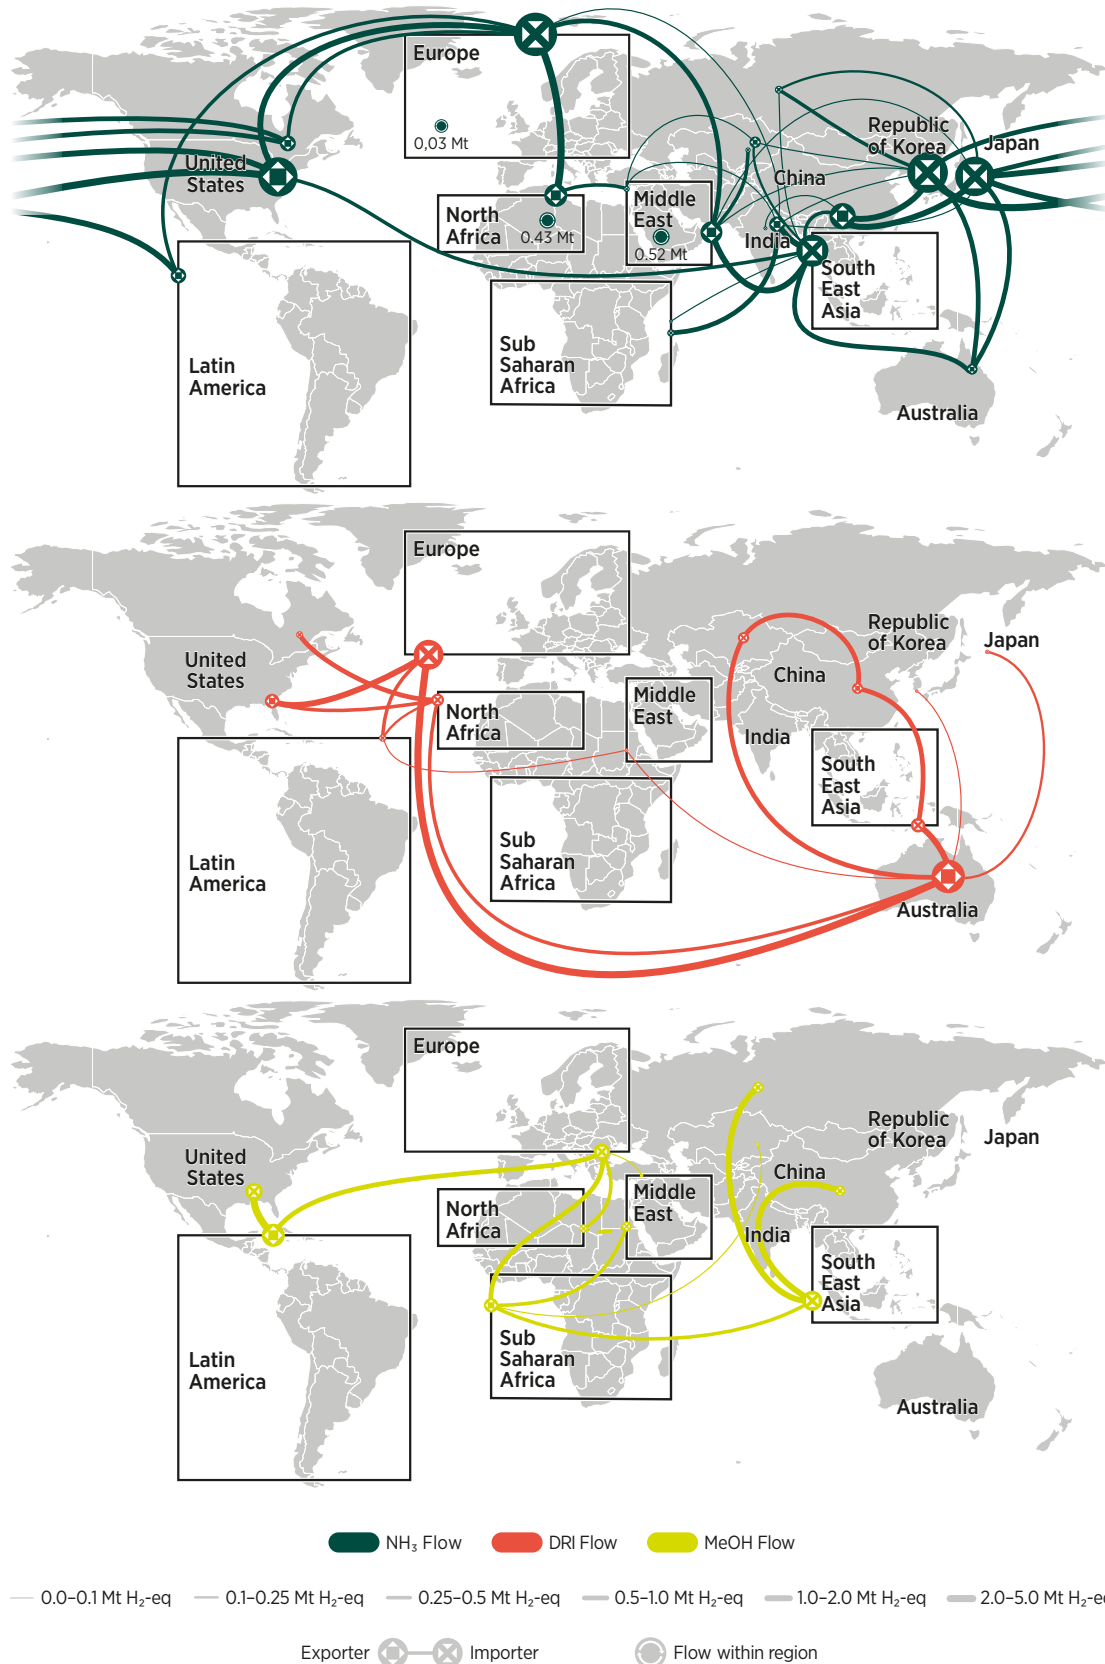 Europe
0,03 Mt
United
States
Republic
of Korea
Japan
China
North
Africa
0.43 Mt
Middle
East
0.52 Mt
India
South
East
Asia
Sub
Saharan
Africa
Latin
America
Australia
Europe
United
States
Republic
of Korea
Japan
China
North
Africa
Middle
East
India
South
East
Asia
Sub
Saharan
Africa
Latin
America
Australia
Europe
United
States
Republic
of Korea
Japan
China
North
Africa
Middle
East
India
South
East
Asia
Sub
Saharan
Africa
Latin
America
Australia
NH₃ Flow DRI Flow MeOH Flow
0.0–0.1 Mt H₂-eq 0.1–0.25 Mt H₂-eq 0.25–0.5 Mt H₂-eq 0.5–1.0 Mt H₂-eq 1.0–2.0 Mt H₂-eq 2.0–5.0 Mt H₂-e
Exporter Importer Flow within region